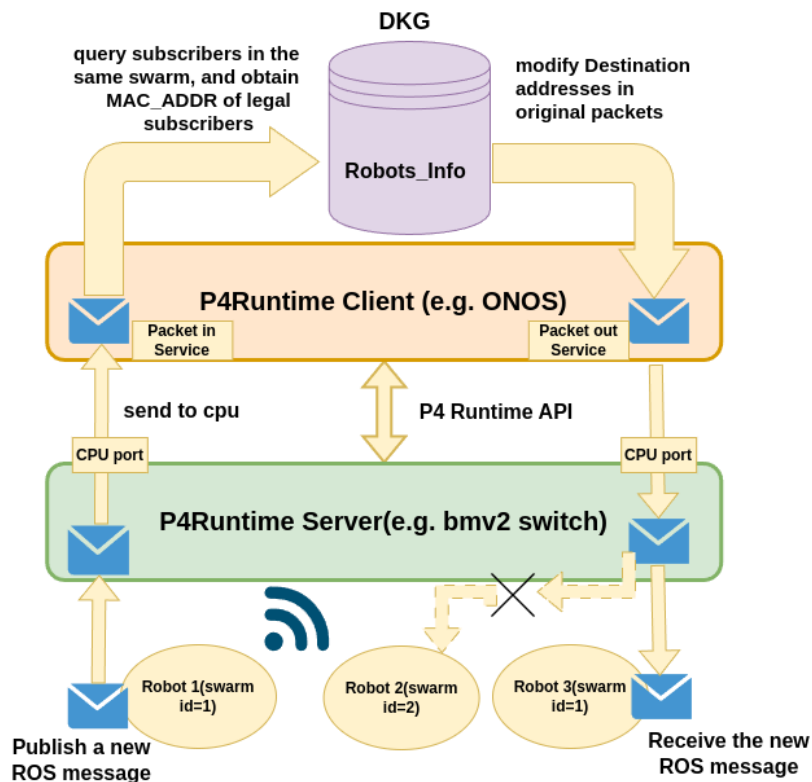 DKG
query subscribers in the
same swarm, and obtain
MAC_ADDR of legal
subscribers
modify Destination
addresses in
original packets
Robots_Info
P4Runtime Client (e.g. ONOS)
Packet in
Service
Packet out
Service
send to cpu
P4 Runtime API
CPU port
CPU port
P4Runtime Server(e.g. bmv2 switch)
Robot 1(swarm
id=1)
Robot 2(swarm
id=2)
Robot 3(swarm
id=1)
Publish a new
ROS message
Receive the new
ROS message